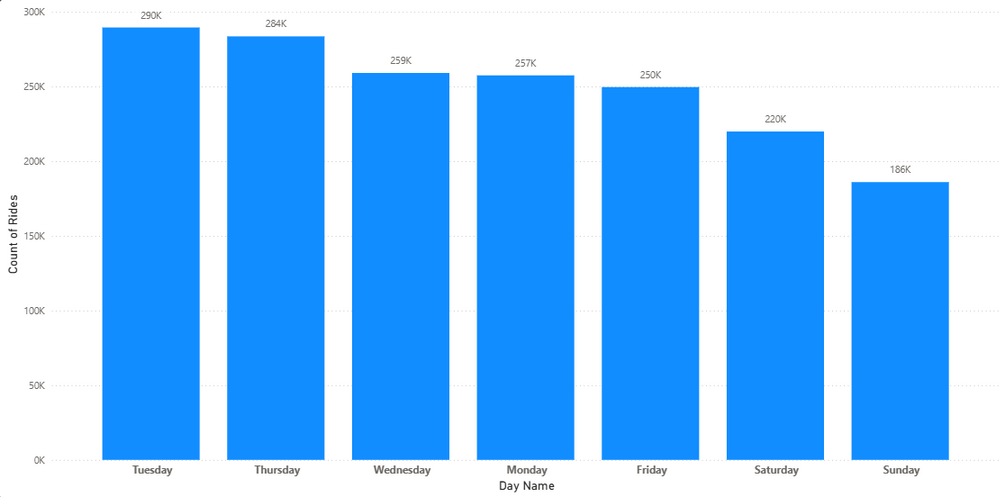 300K
250K
200K
150K
100K
50K
0K
Count of Rides
290K
284K
259K
257K
250K
220K
186K
Tuesday Thursday Wednesday Monday Friday Saturday Sunday
Day Name